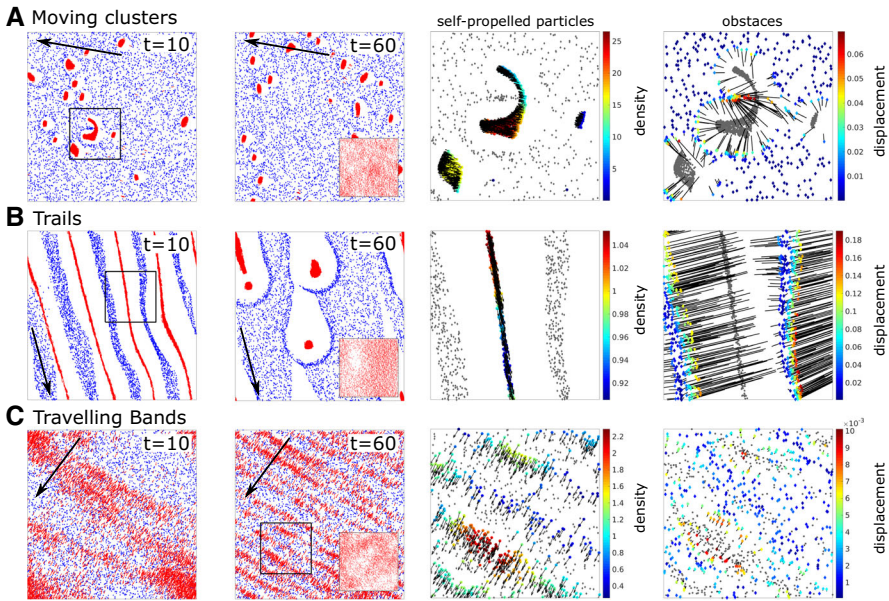 self-propelled particles
obstaces
A Moving clusters
t=10
t=60
25
20
15
10
5
density
0.06
0.05
0.04
0.03
0.02
0.01
displacement
B Trails
t=10
t=60
1.04
1.02
1
0.98
0.96
0.94
0.92
density
0.18
0.16
0.14
0.12
0.1
0.08
0.06
0.04
0.02
displacement
C Travelling Bands
t=10
t=60
2.2
2
1.8
1.6
1.4
1.2
1
0.8
0.6
0.4
density
×10⁻³
10
9
8
7
6
5
4
3
2
1
displacement